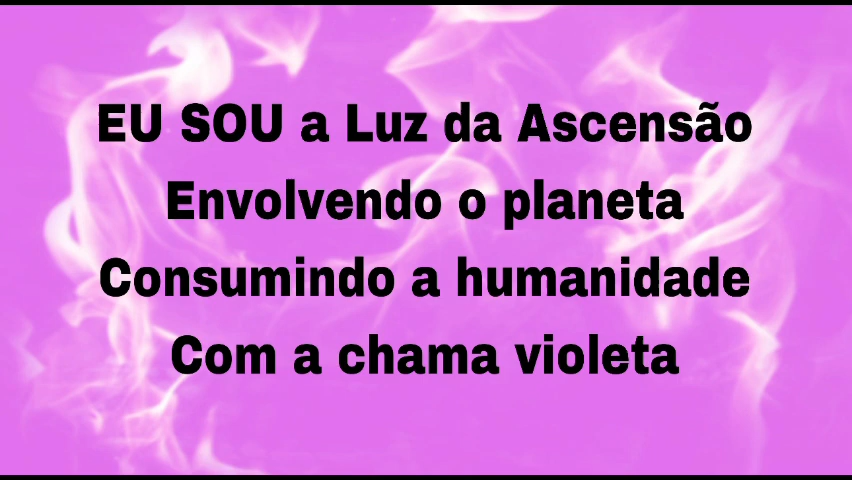 EU SOU a Luz da Ascensão
Envolvendo o planeta
Consumindo a humanidade
Com a chama violeta